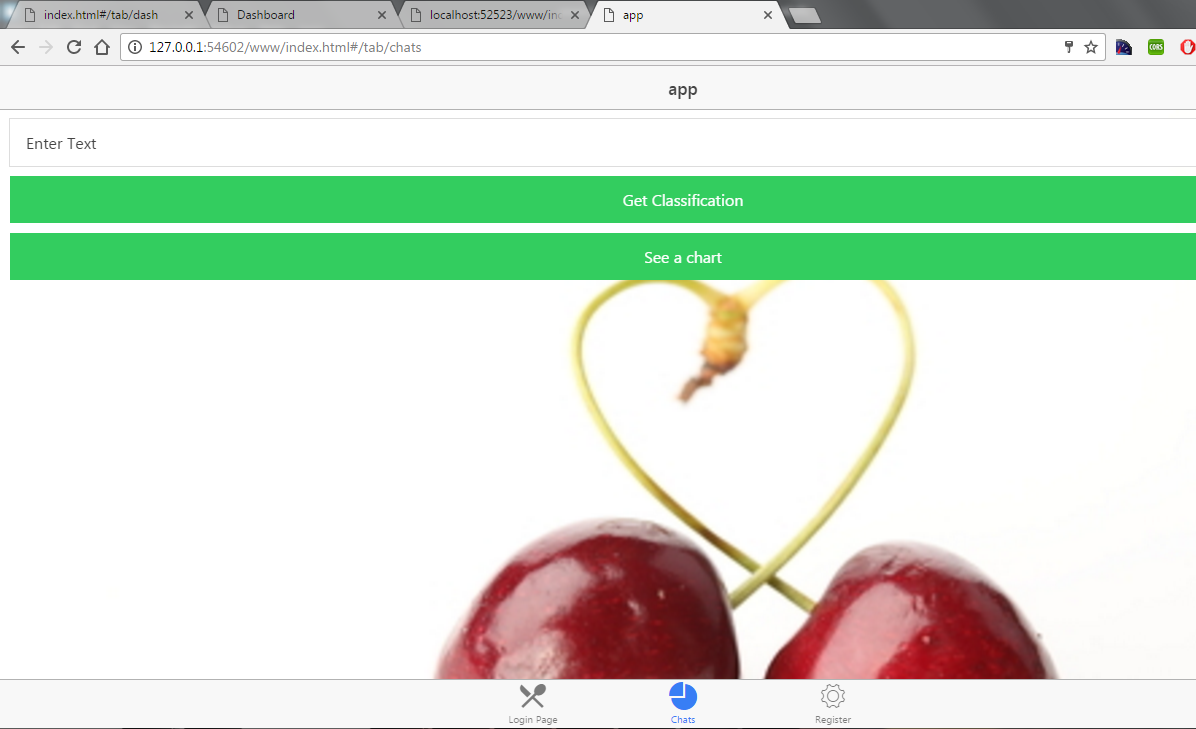 index.html#/tab/dash
Dashboard
localhost:52523/www/in
app
127.0.0.1:54602/www/index.html#/tab/chats
CORS
app
Enter Text
Get Classification
See a chart
Login Page
Chats
Register